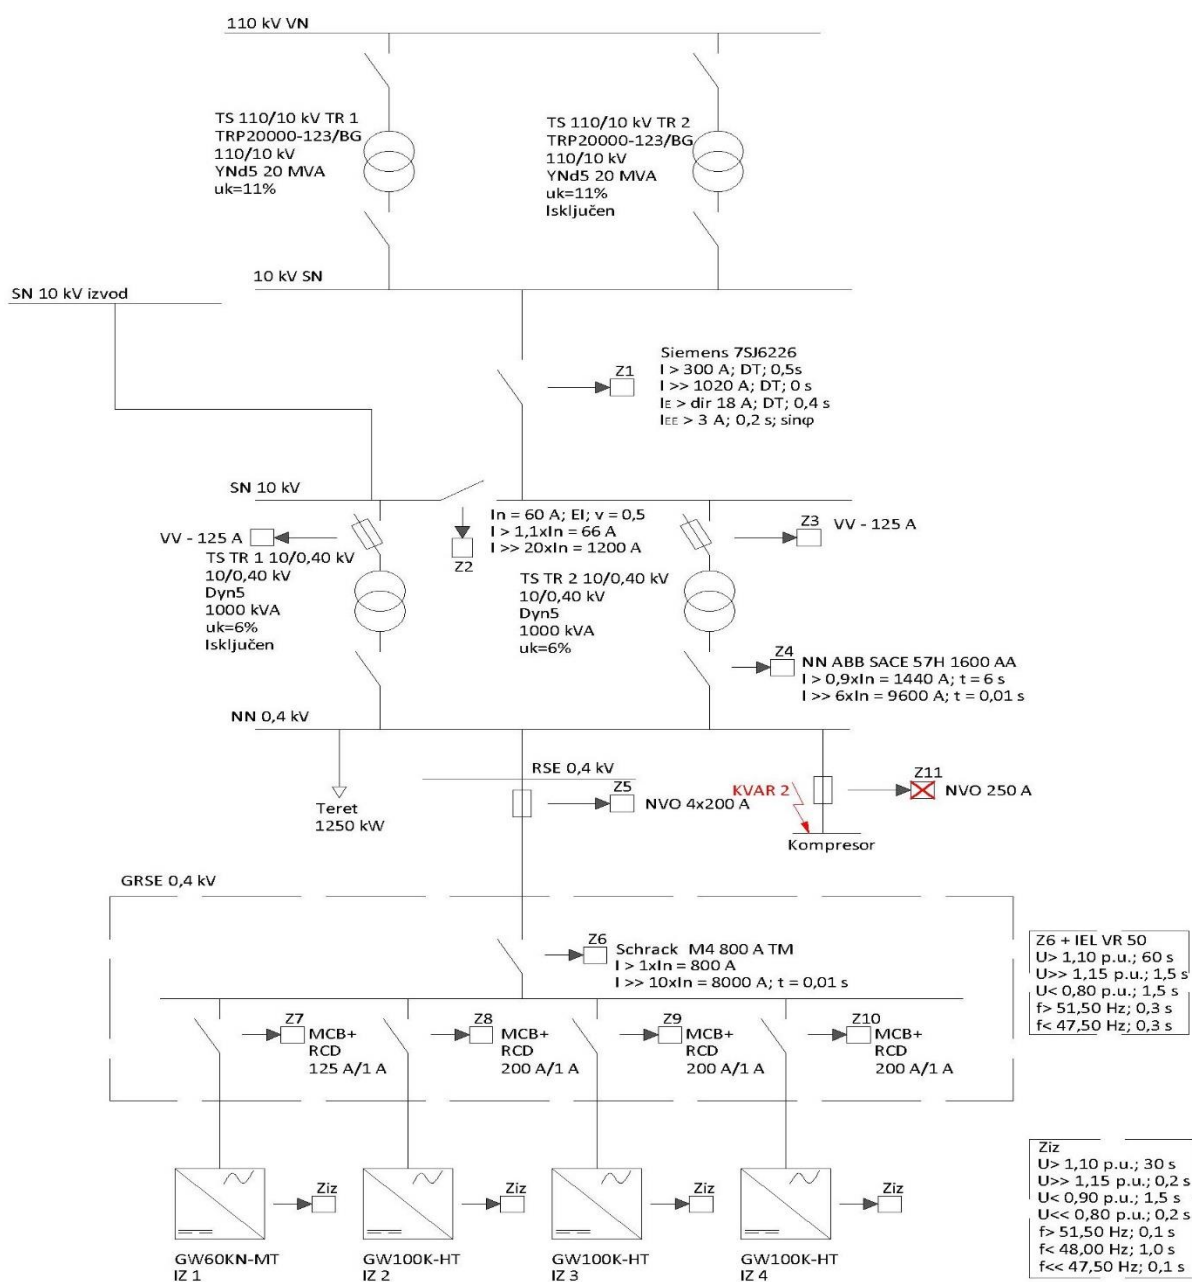 110 kV VN
TS 110/10 kV TR 1
TRP20000-123/BG
110/10 kV
YNd5 20 MVA
uk=11%
TS 110/10 kV TR 2
TRP20000-123/BG
110/10 kV
YNd5 20 MVA
uk=11%
Isključen
10 kV SN
SN 10 kV izvod
Z1
Siemens 7SJ6226
I > 300 A; DT; 0,5s
I >> 1020 A; DT; 0 s
IE > dir 18 A; DT; 0,4 s
IEE > 3 A; 0,2 s; sinφ
SN 10 kV
VV - 125 A
TS TR 1 10/0,40 kV
10/0,40 kV
Dyn5
1000 kVA
uk=6%
Isključen
Z2
In = 60 A; EI; v = 0,5
I > 1,1xIn = 66 A
I >> 20xIn = 1200 A
Z3
VV - 125 A
TS TR 2 10/0,40 kV
10/0,40 kV
Dyn5
1000 kVA
uk=6%
Z4
NN ABB SACE 57H 1600 AA
I > 0,9xIn = 1440 A; t = 6 s
I >> 6xIn = 9600 A; t = 0,01 s
NN 0,4 kV
Teret
1250 kW
RSE 0,4 kV
Z5
NVO 4x200 A
KVAR 2
Z11
NVO 250 A
Kompresor
GRSE 0,4 kV
Z6
Schrack M4 800 A TM
I > 1xIn = 800 A
I >> 10xIn = 8000 A; t = 0,01 s
Z6 + IEL VR 50
U> 1,10 p.u.; 60 s
U>> 1,15 p.u.; 1,5 s
U< 0,80 p.u.; 1,5 s
f> 51,50 Hz; 0,3 s
f< 47,50 Hz; 0,3 s
Z7
MCB+
RCD
125 A/1 A
Z8
MCB+
RCD
200 A/1 A
Z9
MCB+
RCD
200 A/1 A
Z10
MCB+
RCD
200 A/1 A
Ziz
Ziz
Ziz
Ziz
GW60KN-MT
IZ 1
GW100K-HT
IZ 2
GW100K-HT
IZ 3
GW100K-HT
IZ 4
Ziz
U> 1,10 p.u.; 30 s
U>> 1,15 p.u.; 0,2 s
U< 0,90 p.u.; 1,5 s
U<< 0,80 p.u.; 0,2 s
f> 51,50 Hz; 0,1 s
f< 48,00 Hz; 1,0 s
f<< 47,50 Hz; 0,1 s